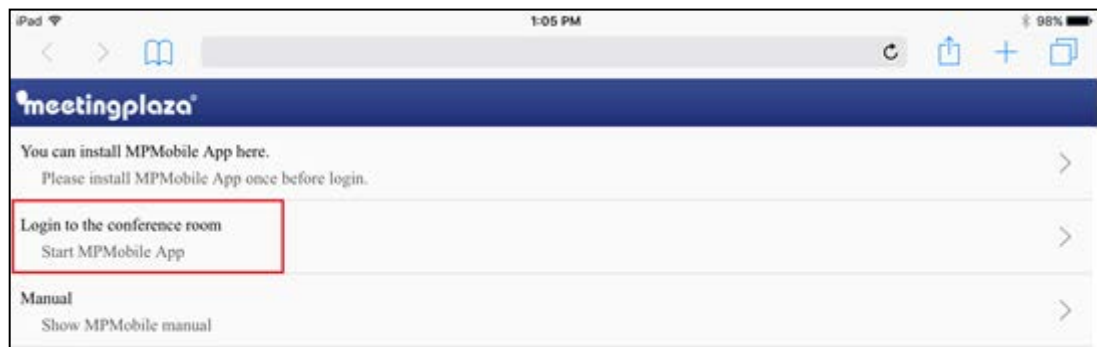 iPad 1:05 PM 98%
meetingplaza®
You can install MPMobile App here.
Please install MPMobile App once before login.
Login to the conference room
Start MPMobile App
Manual
Show MPMobile manual